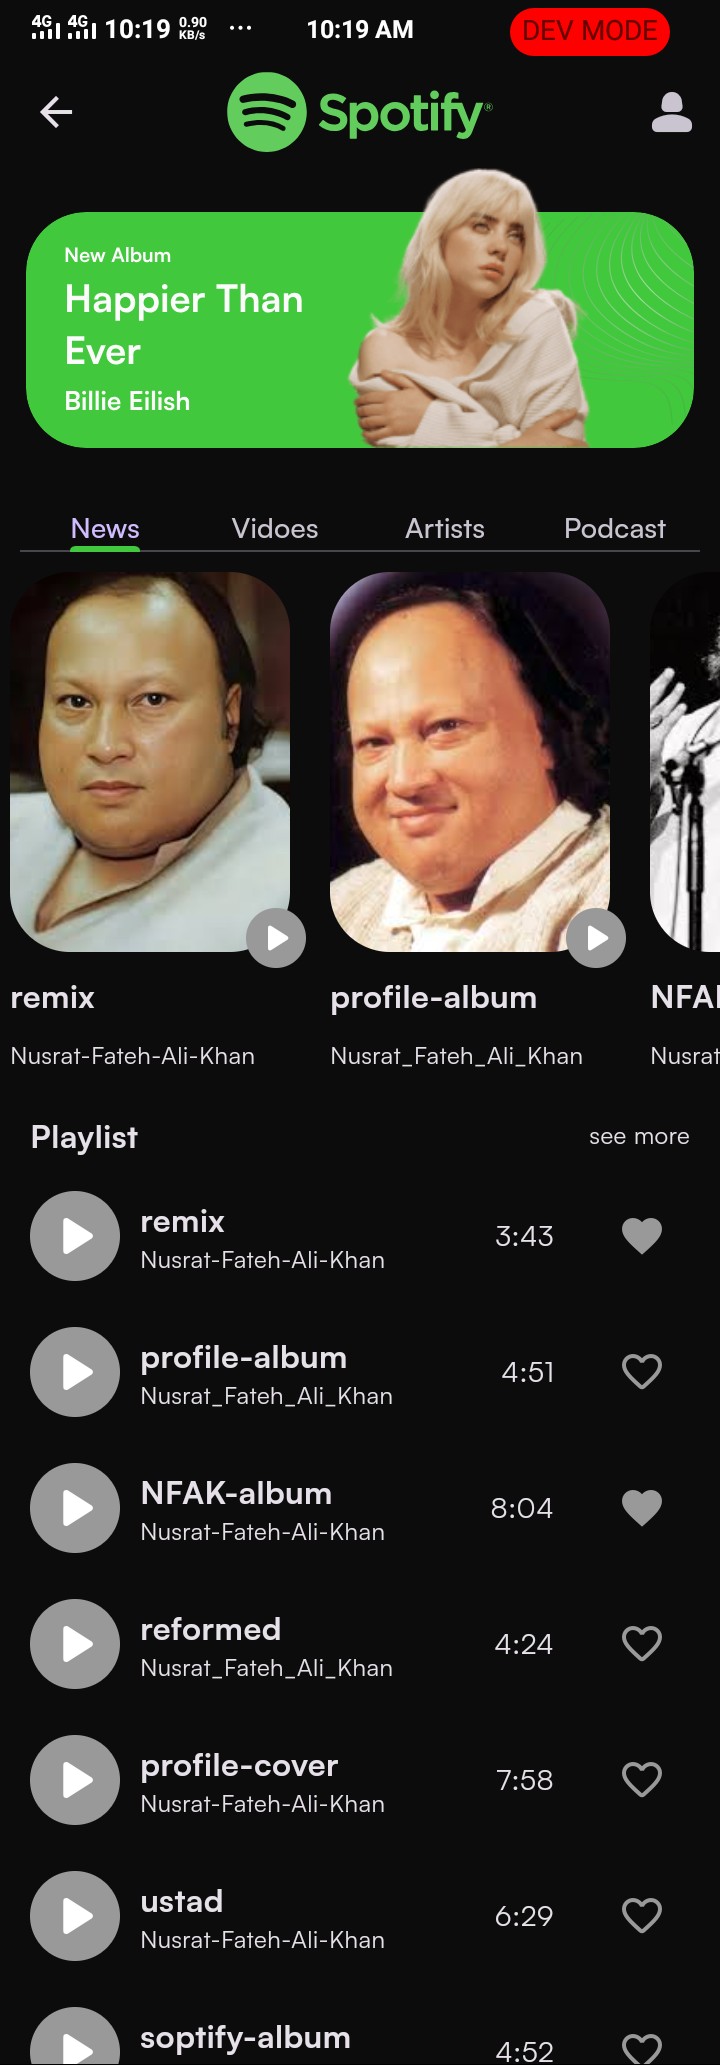 4G 4G 10:19 0.90 KB/s ... 10:19 AM DEV MODE
Spotify®
New Album
Happier Than
Ever
Billie Eilish
News Vidoes Artists Podcast
remix profile-album
Nusrat-Fateh-Ali-Khan Nusrat_Fateh_Ali_Khan Nusrat
Playlist see more
remix 3:43
Nusrat-Fateh-Ali-Khan
profile-album 4:51
Nusrat_Fateh_Ali_Khan
NFAK-album 8:04
Nusrat-Fateh-Ali-Khan
reformed 4:24
Nusrat_Fateh_Ali_Khan
profile-cover 7:58
Nusrat-Fateh-Ali-Khan
ustad 6:29
Nusrat-Fateh-Ali-Khan
soptify-album 4:52